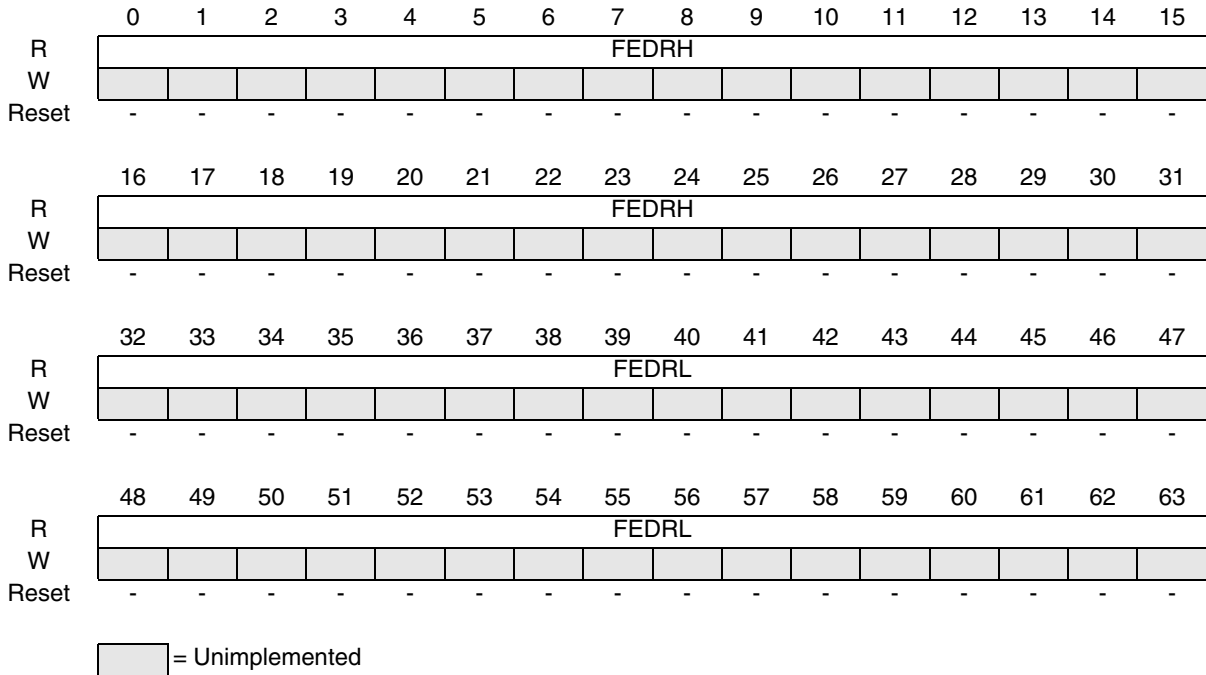 0 1 2 3 4 5 6 7 8 9 10 11 12 13 14 15
R FEDRH
W
Reset - - - - - - - - - - - - - - - -
16 17 18 19 20 21 22 23 24 25 26 27 28 29 30 31
R FEDRH
W
Reset - - - - - - - - - - - - - - - -
32 33 34 35 36 37 38 39 40 41 42 43 44 45 46 47
R FEDRL
W
Reset - - - - - - - - - - - - - - - -
48 49 50 51 52 53 54 55 56 57 58 59 60 61 62 63
R FEDRL
W
Reset - - - - - - - - - - - - - - - -
= Unimplemented